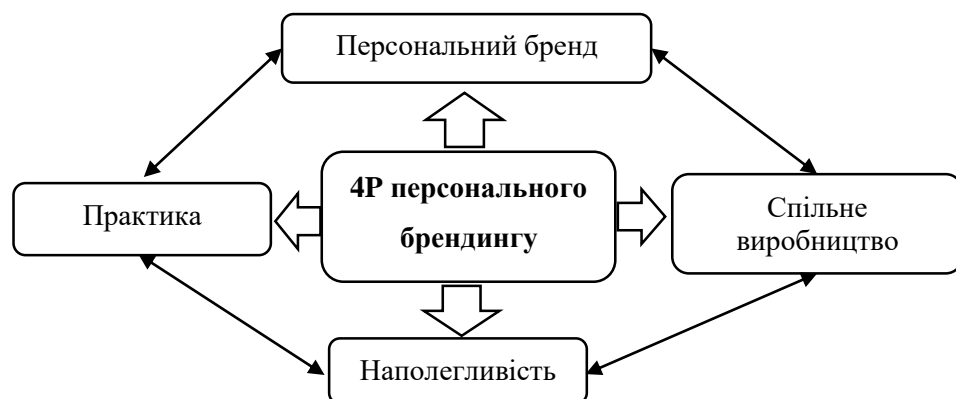 Персональний бренд
4Р персонального
брендингу
Практика
Спільне
виробництво
Наполегливість